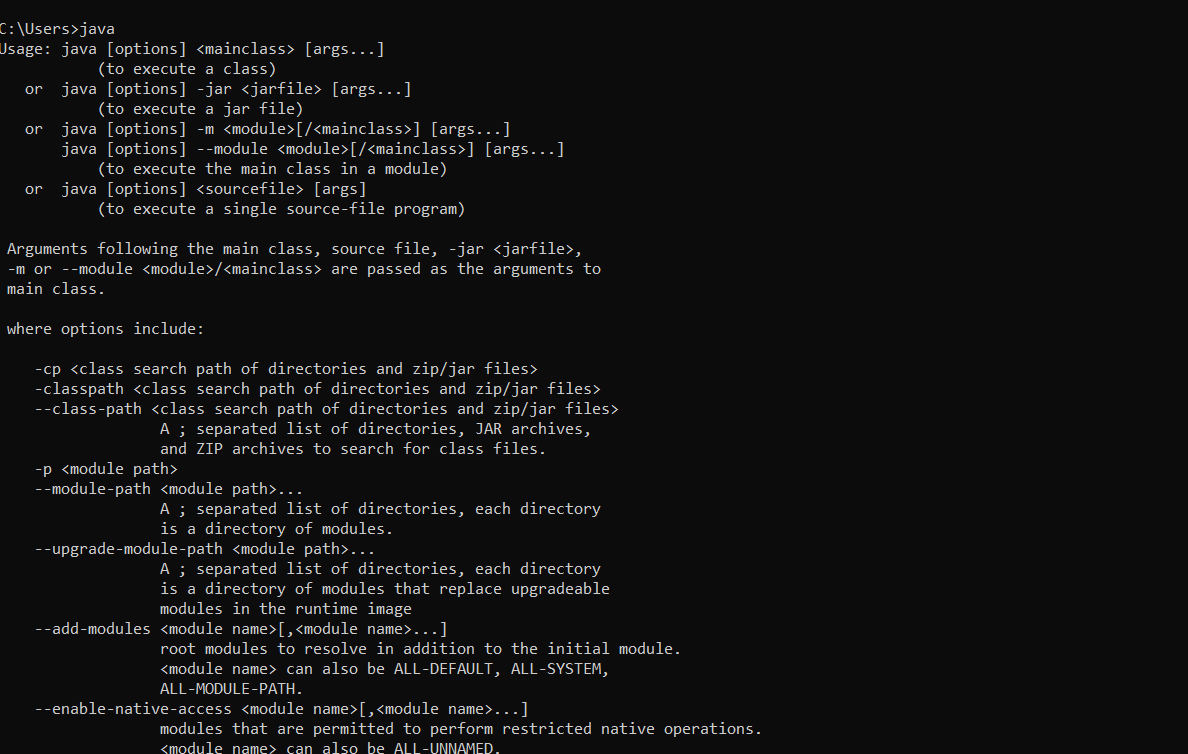 C:\Users>java
Usage: java [options] <mainclass> [args...]
           (to execute a class)
   or  java [options] -jar <jarfile> [args...]
           (to execute a jar file)
   or  java [options] -m <module>[/<mainclass>] [args...]
       java [options] --module <module>[/<mainclass>] [args...]
           (to execute the main class in a module)
   or  java [options] <sourcefile> [args]
           (to execute a single source-file program)

 Arguments following the main class, source file, -jar <jarfile>,
 -m or --module <module>/<mainclass> are passed as the arguments to
 main class.

 where options include:

    -cp <class search path of directories and zip/jar files>
    -classpath <class search path of directories and zip/jar files>
    --class-path <class search path of directories and zip/jar files>
                  A ; separated list of directories, JAR archives,
                  and ZIP archives to search for class files.
    -p <module path>
    --module-path <module path>...
                  A ; separated list of directories, each directory
                  is a directory of modules.
    --upgrade-module-path <module path>...
                  A ; separated list of directories, each directory
                  is a directory of modules that replace upgradeable
                  modules in the runtime image
    --add-modules <module name>[,<module name>...]
                  root modules to resolve in addition to the initial module.
                  <module name> can also be ALL-DEFAULT, ALL-SYSTEM,
                  ALL-MODULE-PATH.
    --enable-native-access <module name>[,<module name>...]
                  modules that are permitted to perform restricted native operations.
                  <module name> can also be ALL-UNNAMED.